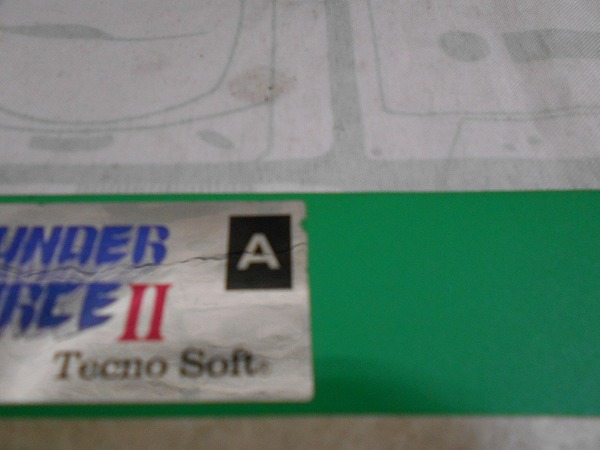 UNDER
A
RCE II
Tecno Soft®